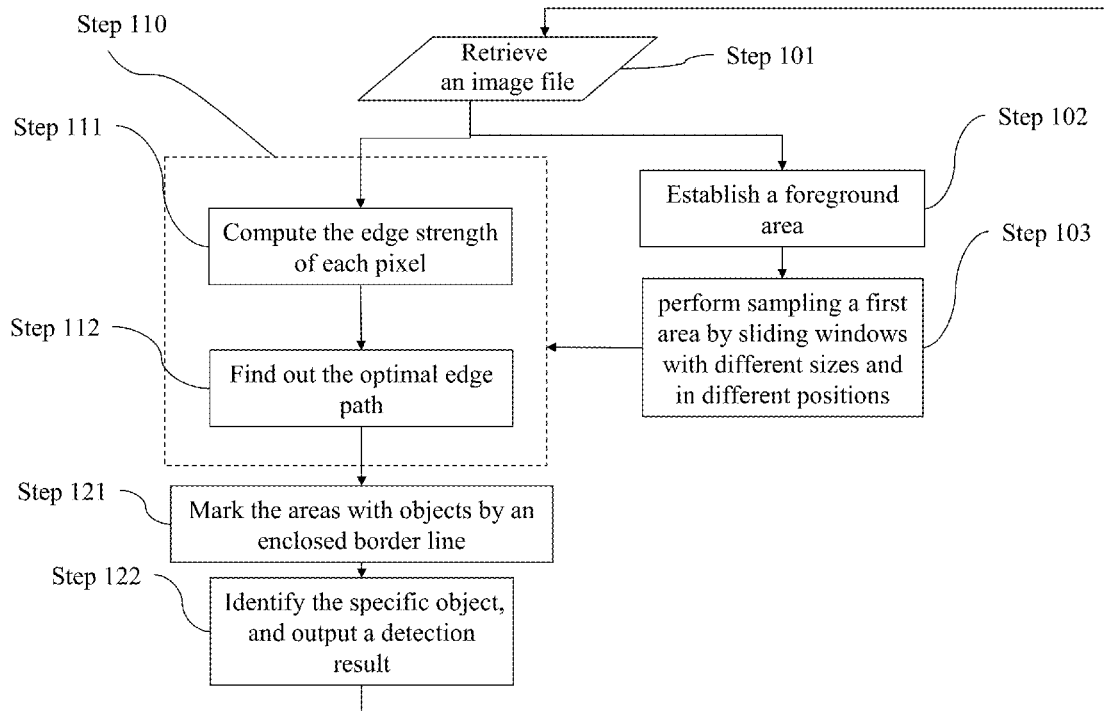 Step 110
Retrieve
an image file
Step 101
Step 111
Step 102
Establish a foreground
area
Compute the edge strength
of each pixel
Step 103
perform sampling a first
area by sliding windows
with different sizes and
in different positions
Step 112
Find out the optimal edge
path
Step 121
Mark the areas with objects by an
enclosed border line
Step 122
Identify the specific object,
and output a detection
result